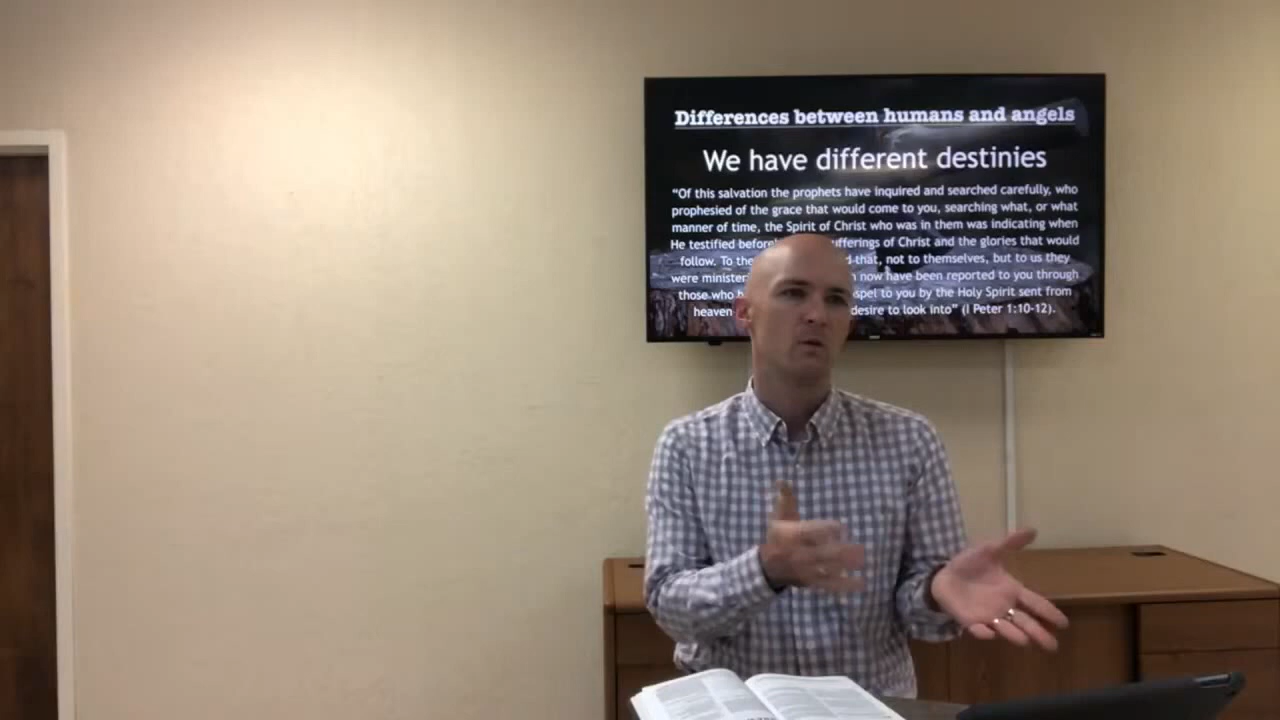 Differences between humans and angels
We have different destinies
“Of this salvation the prophets have inquired and searched carefully, who
prophesied of the grace that would come to you, searching what, or what
manner of time, the Spirit of Christ who was in them was indicating when
He testified ufferings of Christ and the glories that would
follow. To the d that, not to themselves, but to us they
were minister now have been reported to you through
those who spel to you by the Holy Spirit sent from
heaven desire to look into” (I Peter 1:10-12).